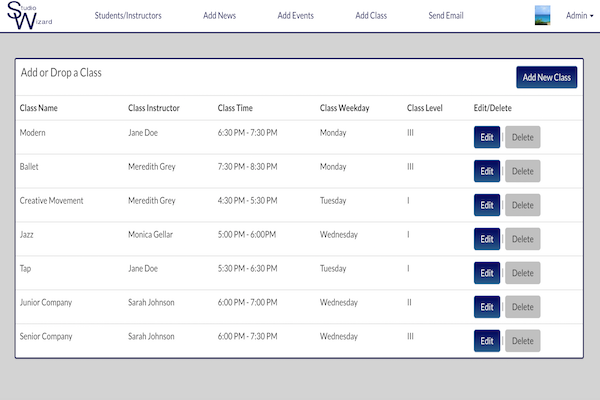 Studio Wizard
Students/Instructors Add News Add Events Add Class Send Email Admin
Add or Drop a Class
Add New Class
Class Name Class Instructor Class Time Class Weekday Class Level Edit/Delete
Modern Jane Doe 6:30 PM - 7:30 PM Monday III Edit | Delete
Ballet Meredith Grey 7:30 PM - 8:30 PM Monday III Edit | Delete
Creative Movement Meredith Grey 4:30 PM - 5:30 PM Tuesday I Edit | Delete
Jazz Monica Gellar 5:00 PM - 6:00PM Wednesday I Edit | Delete
Tap Jane Doe 5:30 PM - 6:30 PM Tuesday I Edit | Delete
Junior Company Sarah Johnson 6:00 PM - 7:00 PM Wednesday II Edit | Delete
Senior Company Sarah Johnson 6:00 PM - 7:30 PM Wednesday III Edit | Delete